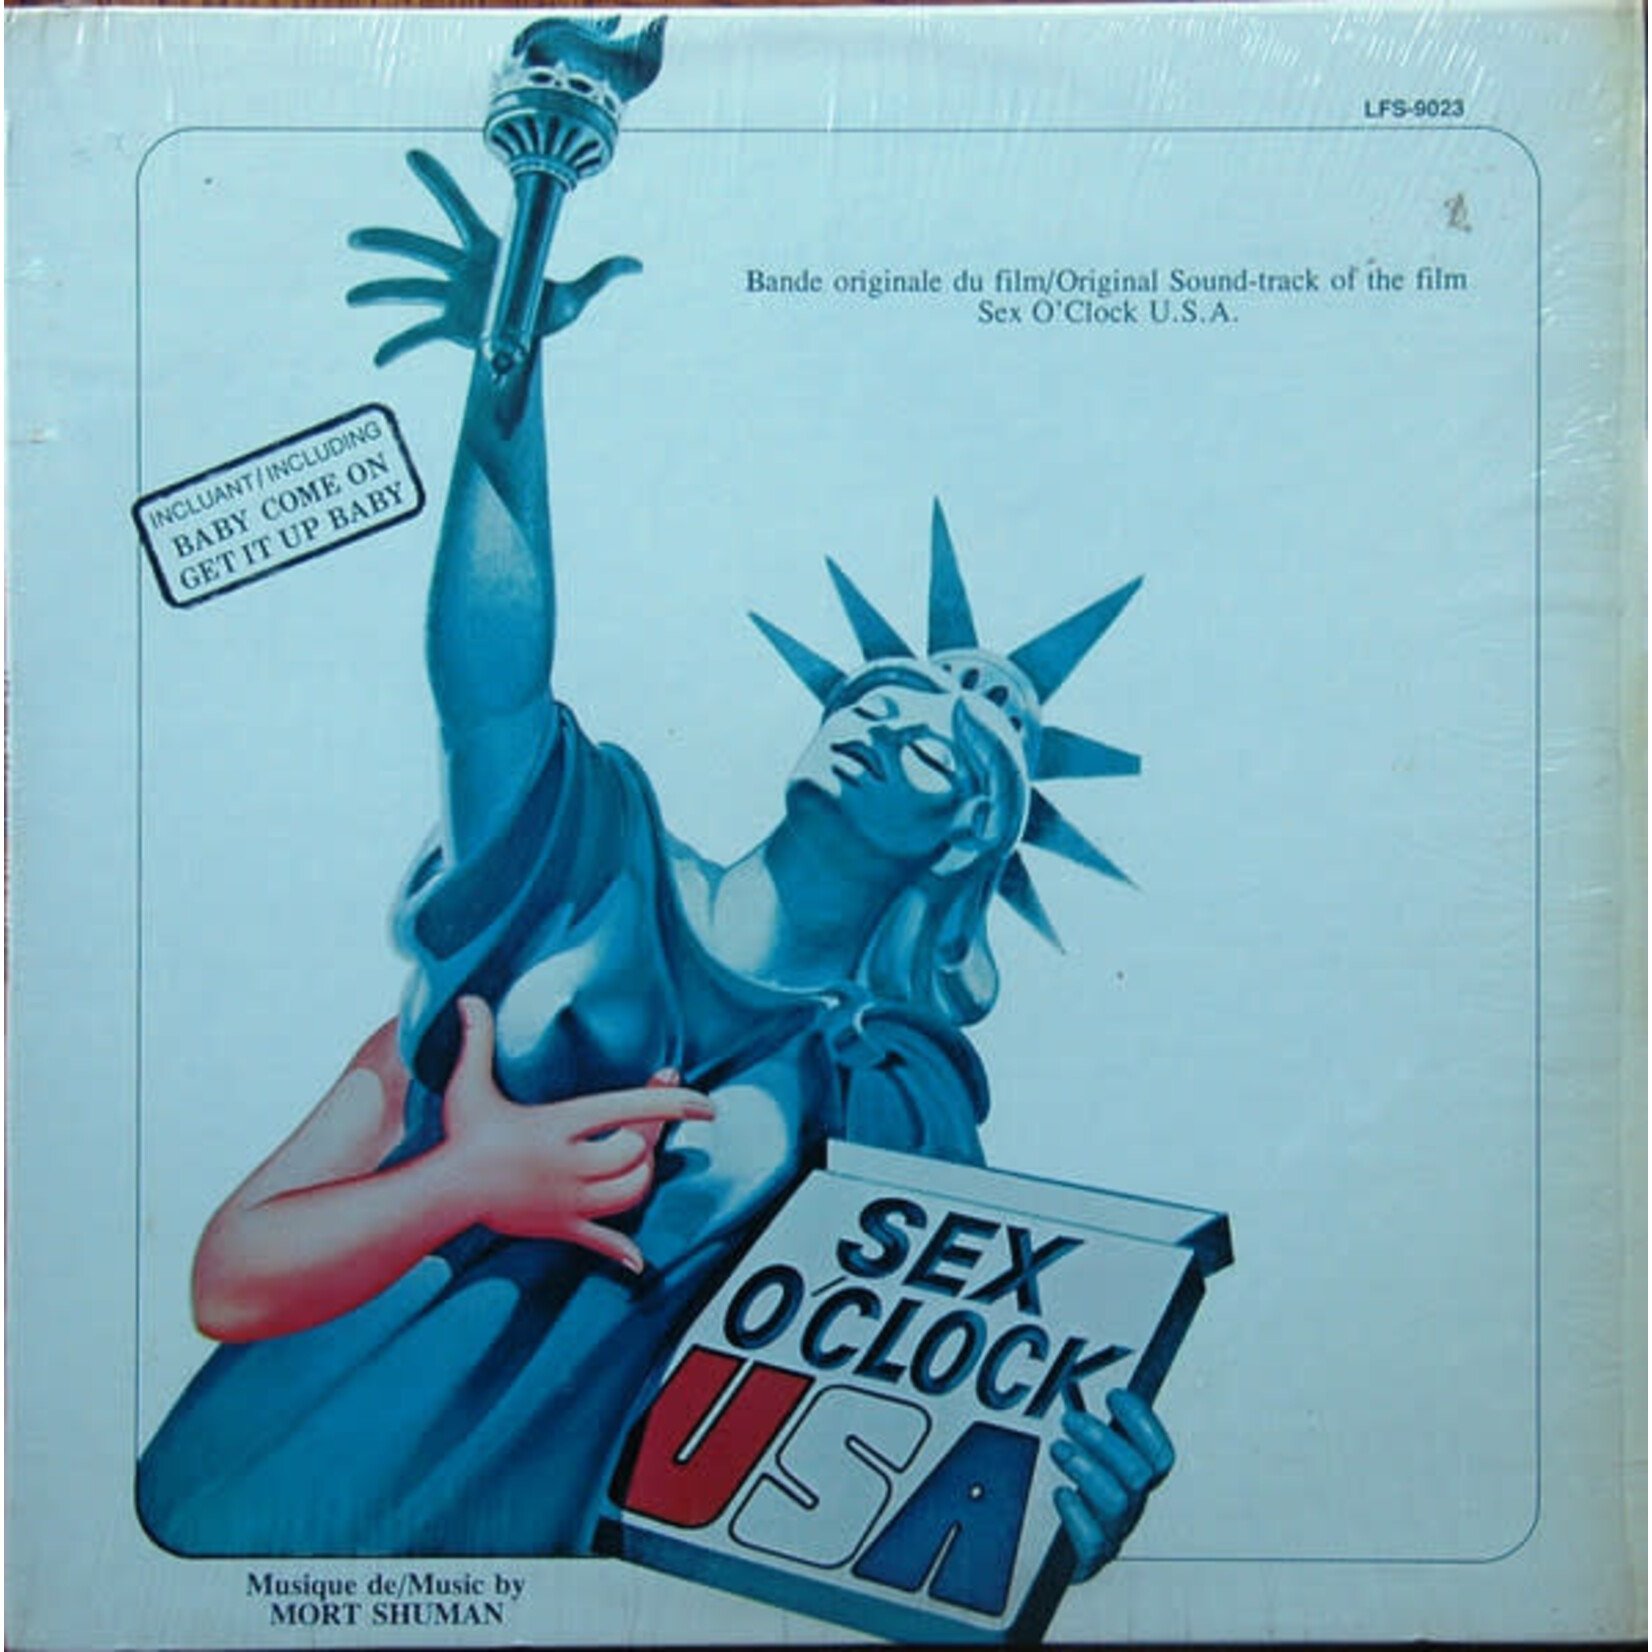 LFS-9023
Bande originale du film/Original Sound-track of the film
Sex O'Clock U.S.A.
INCLUANT/INCLUDING
BABY COME ON
GET IT UP BABY
SEX
O'CLOCK
USA
Musique de/Music by
MORT SHUMAN